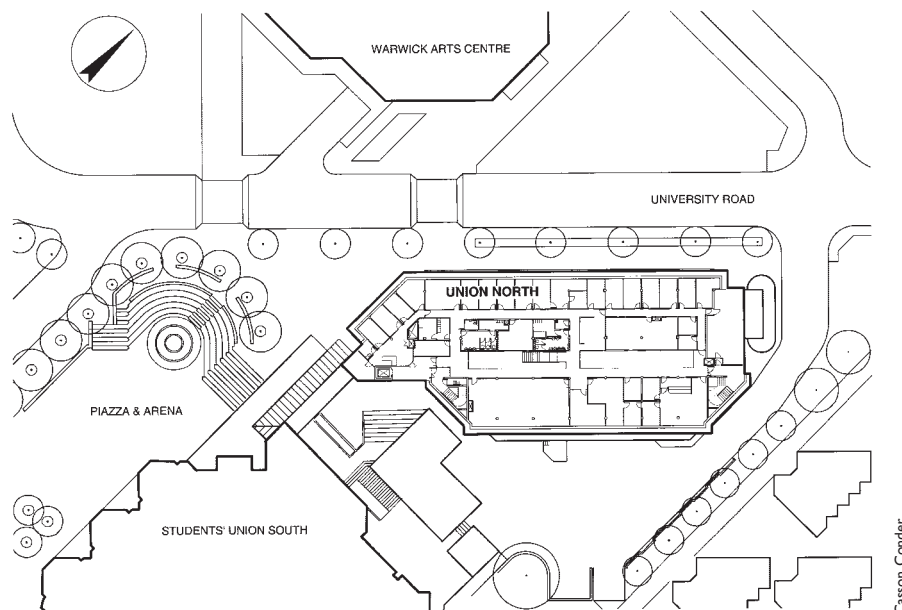 WARWICK ARTS CENTRE
UNIVERSITY ROAD
UNION NORTH
PIAZZA & ARENA
STUDENTS' UNION SOUTH
Casson Conder